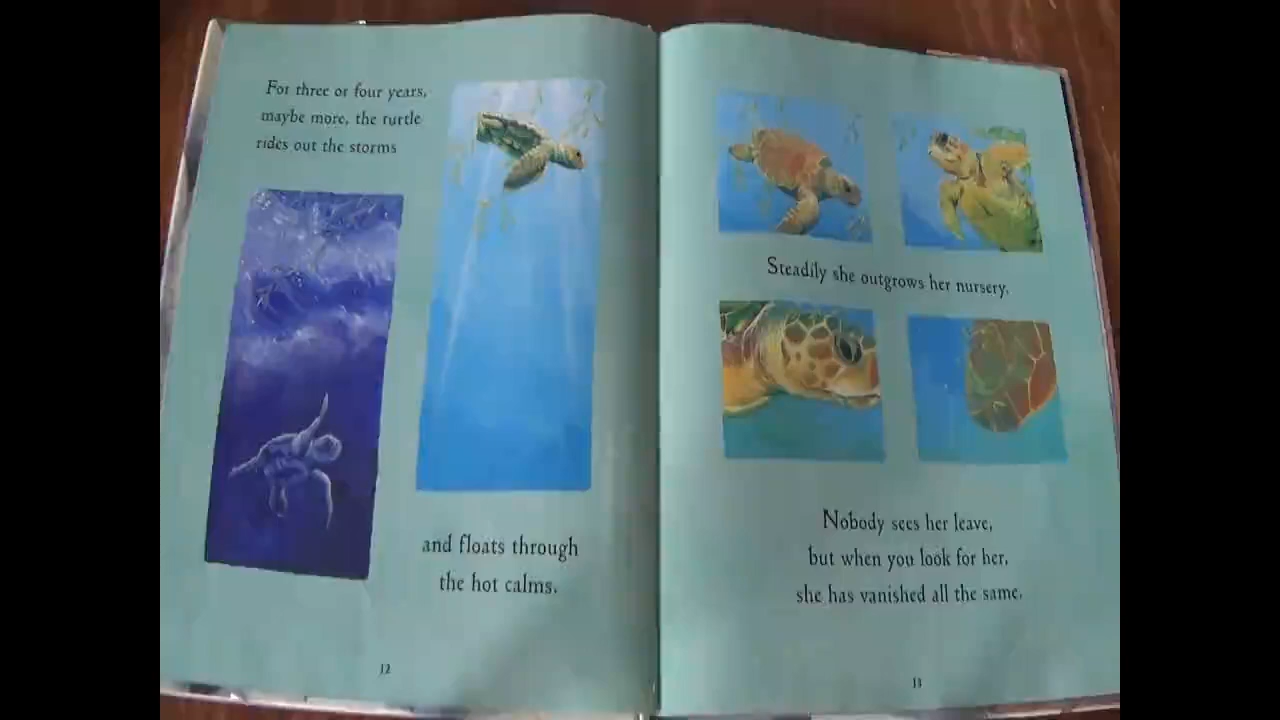 For three or four years,
maybe more, the turtle
rides out the storms
and floats through
the hot calms.
12
Steadily she outgrows her nursery.
Nobody sees her leave,
but when you look for her,
she has vanished all the same.
13